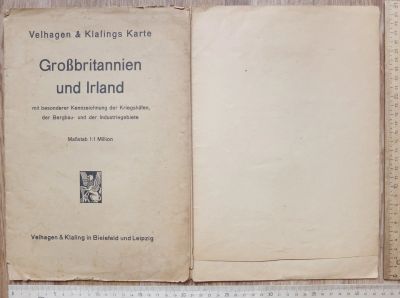 Velhagen & Klasings Karte
Großbritannien
und Irland
mit besonderer Kennzeichnung der Kriegshäfen,
der Bergbau- und der Industriegebiete
Maßstab 1:1 Million
Velhagen & Klasing in Bielefeld und Leipzig